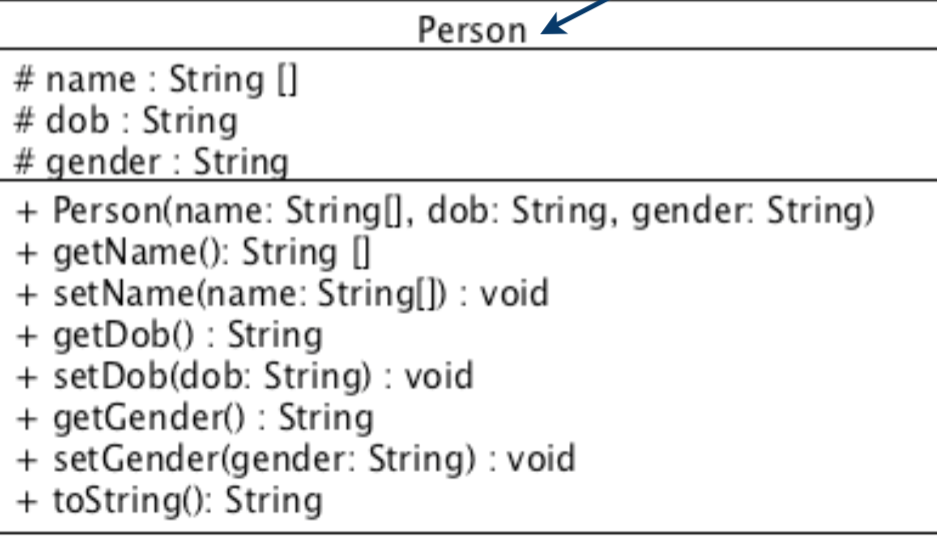 Person
# name : String []
# dob : String
# gender : String
+ Person(name: String[], dob: String, gender: String)
+ getName(): String []
+ setName(name: String[]) : void
+ getDob() : String
+ setDob(dob: String) : void
+ getGender() : String
+ setGender(gender: String) : void
+ toString(): String